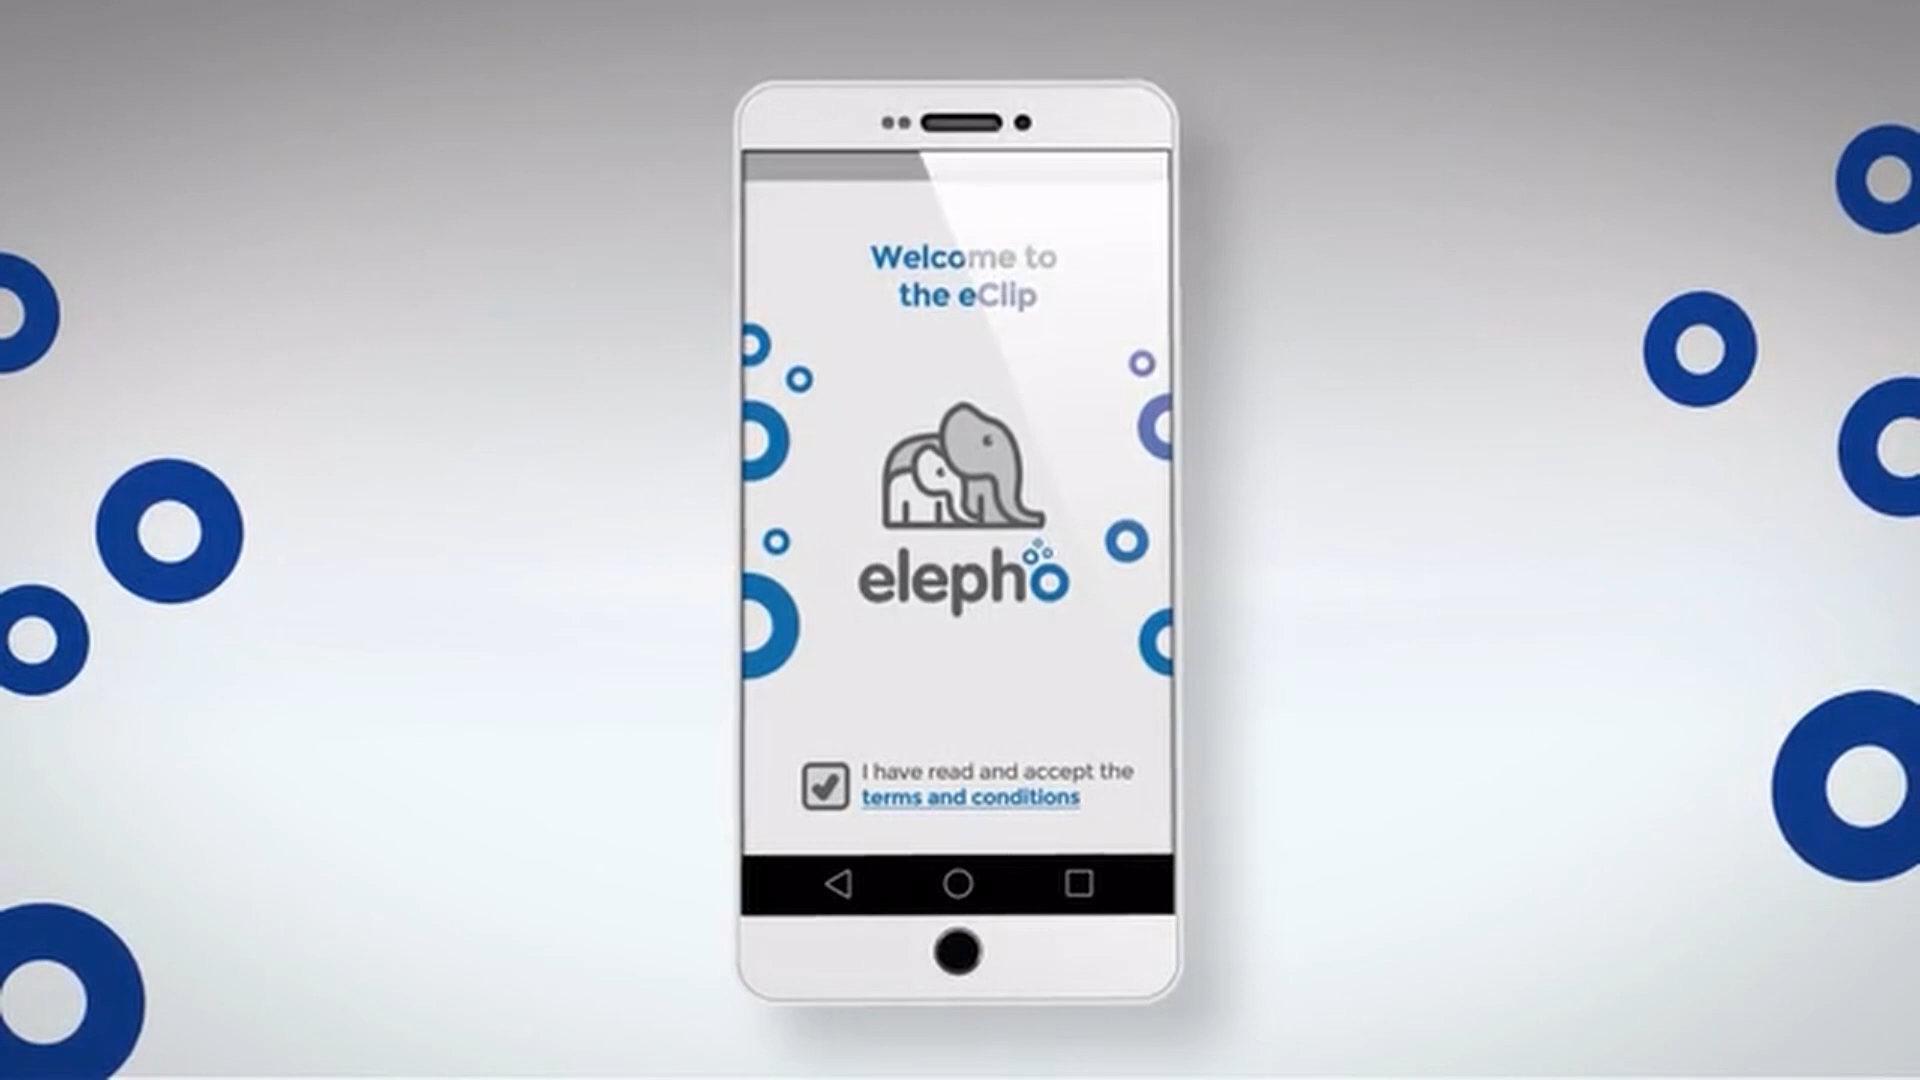 Welcome to
the eClip
elepho
I have read and accept the
terms and conditions